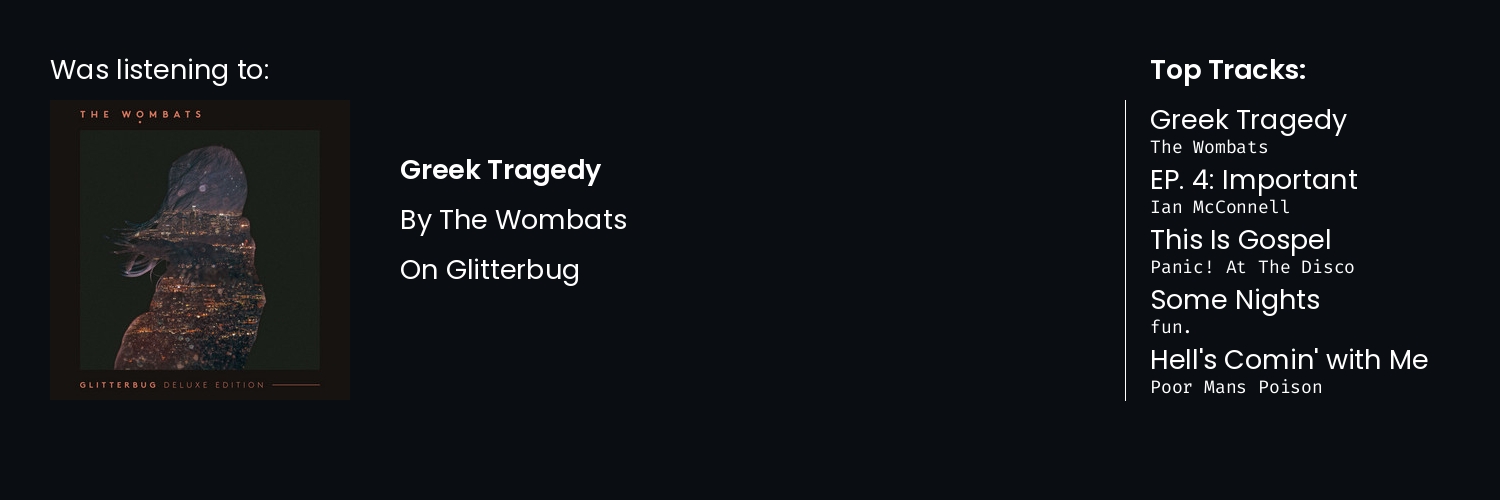 Was listening to:
THE WOMBATS
GLITTERBUG DELUXE EDITION
Greek Tragedy
By The Wombats
On Glitterbug
Top Tracks:
Greek Tragedy
The Wombats
EP. 4: Important
Ian McConnell
This Is Gospel
Panic! At The Disco
Some Nights
fun.
Hell's Comin' with Me
Poor Mans Poison